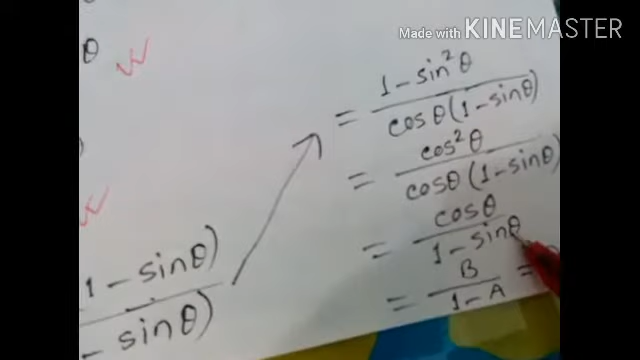 Made with KINEMASTER
θ
= 1 - sin²θ / cosθ(1 - sinθ)
= cos²θ / cosθ(1 - sinθ)
= cosθ / 1 - sinθ
= B / 1 - A =
1 - sinθ)
- sinθ)